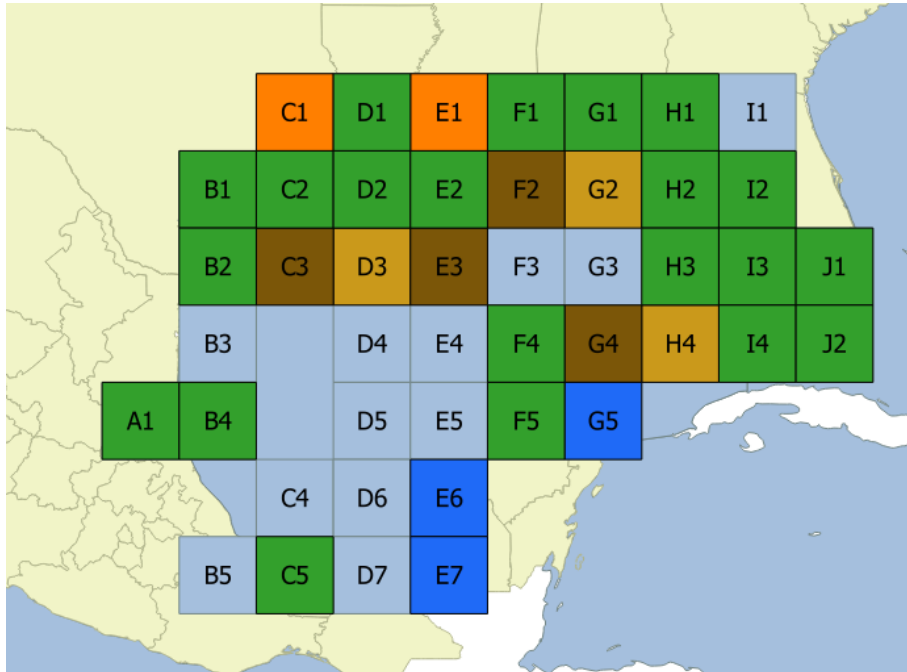 C1 D1 E1 F1 G1 H1 I1
B1 C2 D2 E2 F2 G2 H2 I2
B2 C3 D3 E3 F3 G3 H3 I3 J1
B3 D4 E4 F4 G4 H4 I4 J2
A1 B4 D5 E5 F5 G5
C4 D6 E6
B5 C5 D7 E7